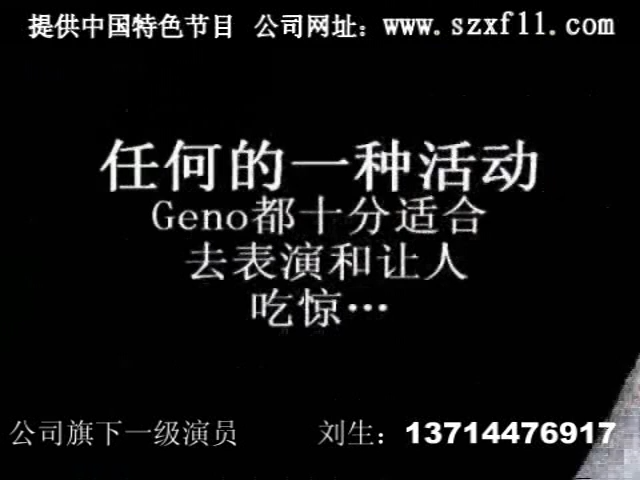 提供中国特色节目 公司网址：www.szxf11.com
任何的一种活动
Geno都十分适合
去表演和让人
吃惊…
公司旗下一级演员 刘生：13714476917